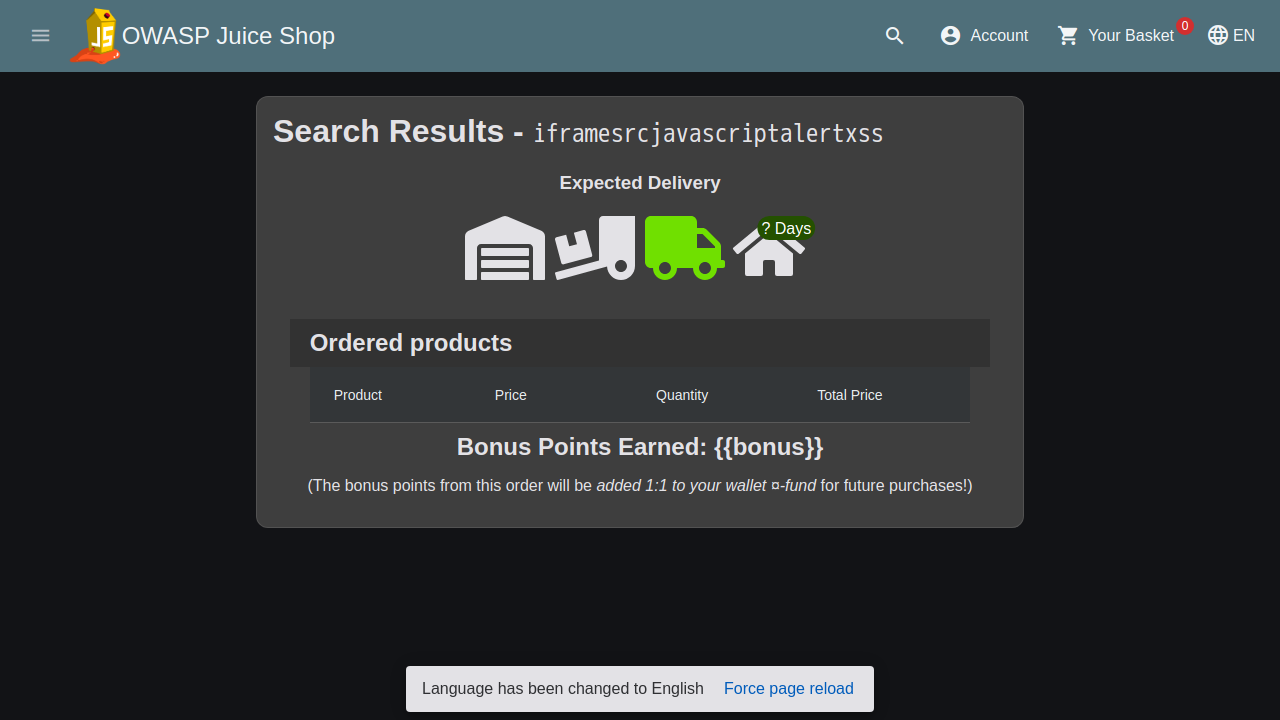 OWASP Juice Shop
Account
Your Basket
0
EN
Search Results - iframesrcjavascriptalertxss
Expected Delivery
? Days
Ordered products
Product Price Quantity Total Price
Bonus Points Earned: {{bonus}}
(The bonus points from this order will be added 1:1 to your wallet ¤-fund for future purchases!)
Language has been changed to English Force page reload